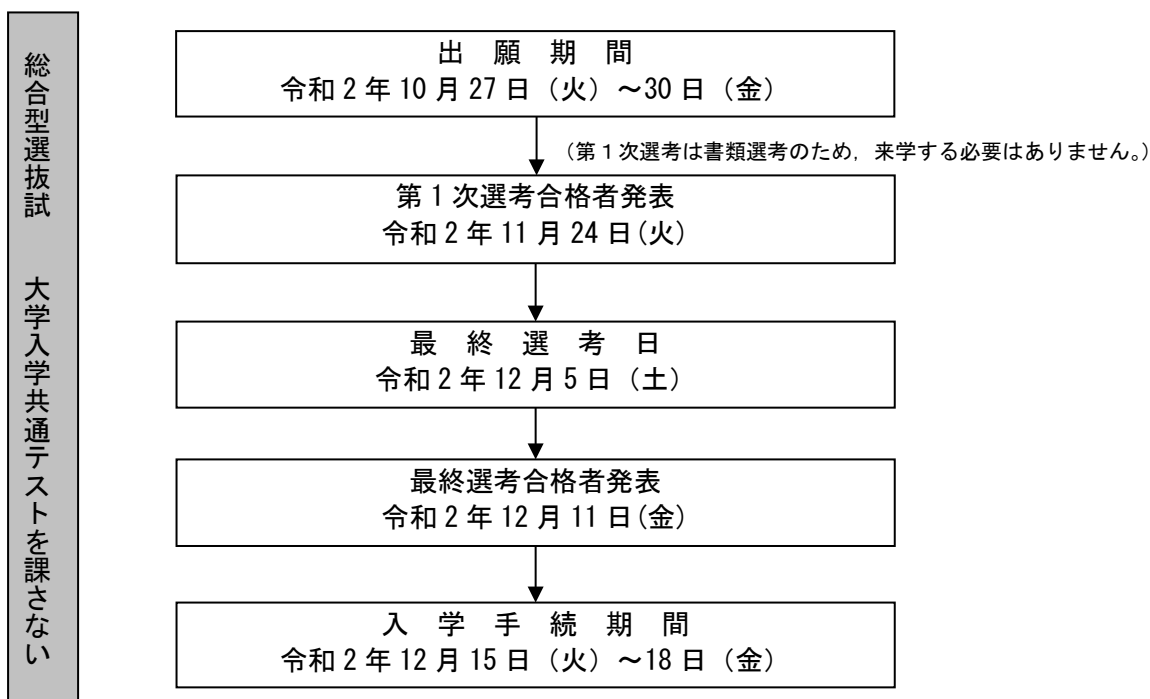 総合型選抜試
大学入学共通テストを課さない
出 願 期 間
令和 2 年 10 月 27 日（火）～30 日（金）
（第 1 次選考は書類選考のため，来学する必要はありません。）
第 1 次選考合格者発表
令和 2 年 11 月 24 日(火)
最 終 選 考 日
令和 2 年 12 月 5 日（土）
最終選考合格者発表
令和 2 年 12 月 11 日(金)
入 学 手 続 期 間
令和 2 年 12 月 15 日（火）～18 日（金）